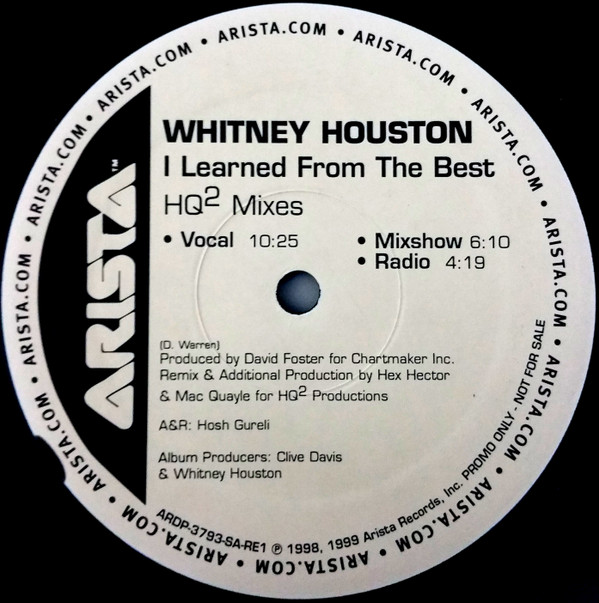 WHITNEY HOUSTON
I Learned From The Best
HQ2 Mixes
• Vocal 10:25
• Mixshow 6:10
• Radio 4:19
ARISTA™
(D. Warren)
Produced by David Foster for Chartmaker Inc.
Remix & Additional Production by Hex Hector
& Mac Quayle for HQ2 Productions
A&R: Hosh Gureli
Album Producers: Clive Davis
& Whitney Houston
ARDP-3793-SA-RE1 ℗ 1998, 1999 Arista Records, Inc. PROMO ONLY - NOT FOR SALE
ARISTA.COM • ARISTA.COM • ARISTA.COM • ARISTA.COM • ARISTA.COM • ARISTA.COM • ARISTA.COM • ARISTA.COM • ARISTA.COM • ARISTA.COM • ARISTA.COM • ARISTA.COM • ARISTA.COM •